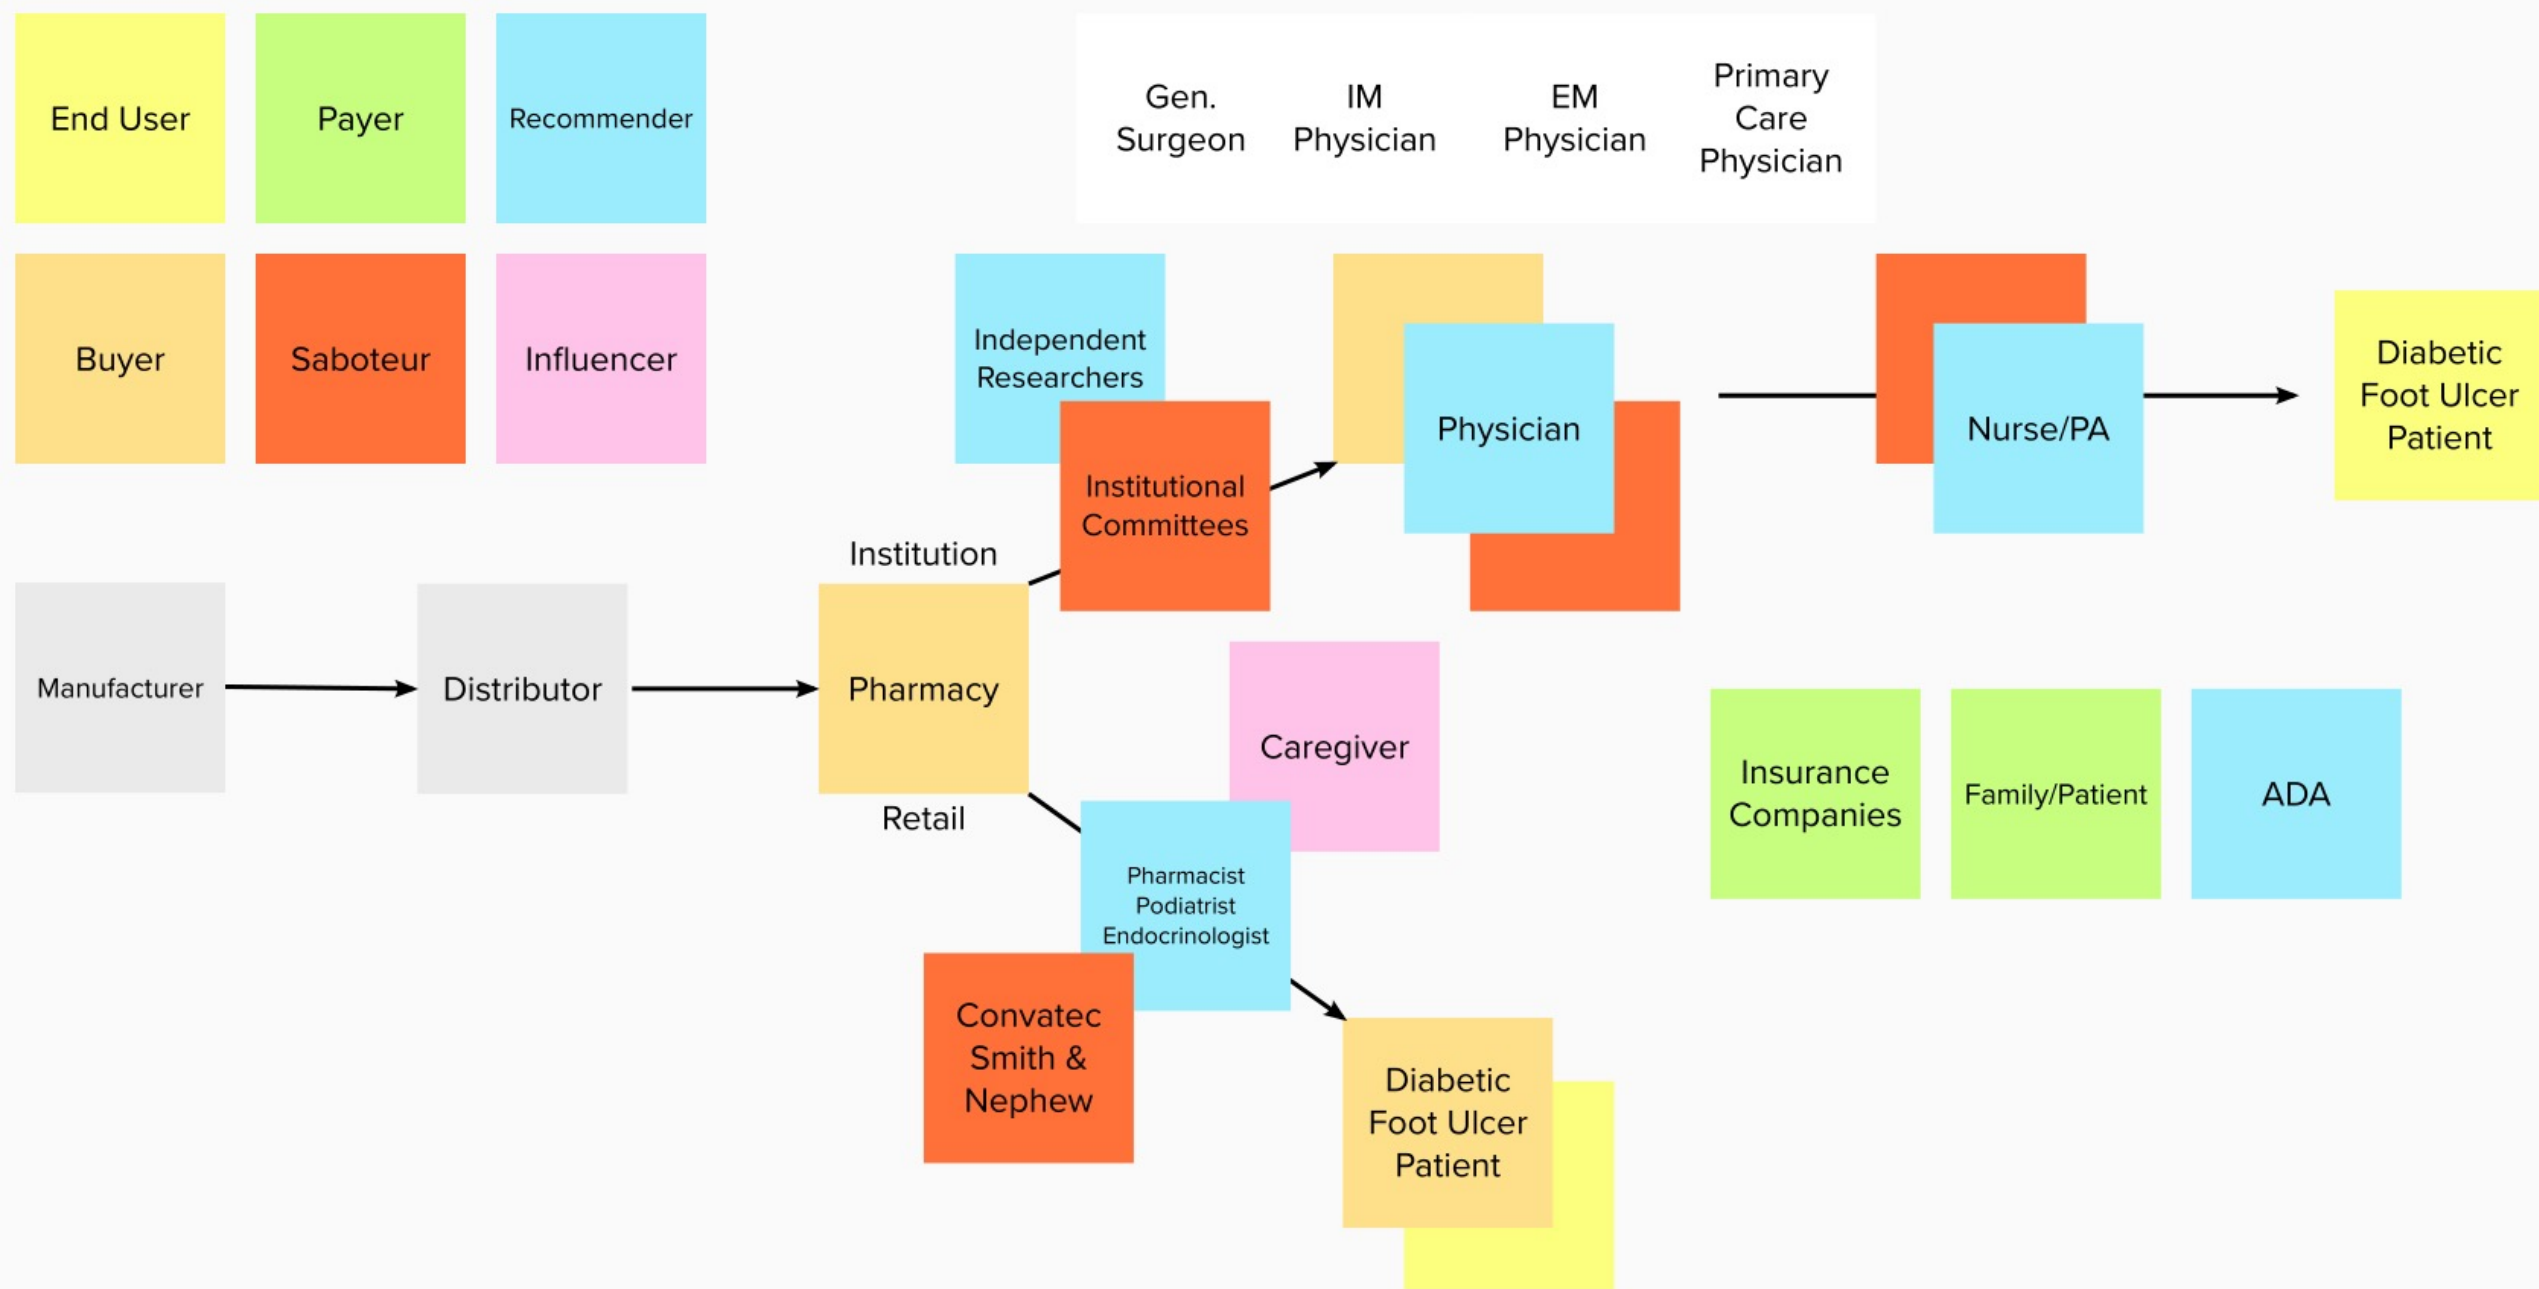 End User
Payer
Recommender
Gen.
Surgeon
IM
Physician
EM
Physician
Primary
Care
Physician
Buyer
Saboteur
Influencer
Independent
Researchers
Institutional
Committees
Physician
Nurse/PA
Diabetic
Foot Ulcer
Patient
Institution
Manufacturer
Distributor
Pharmacy
Retail
Caregiver
Pharmacist
Podiatrist
Endocrinologist
Convatec
Smith &
Nephew
Diabetic
Foot Ulcer
Patient
Insurance
Companies
Family/Patient
ADA